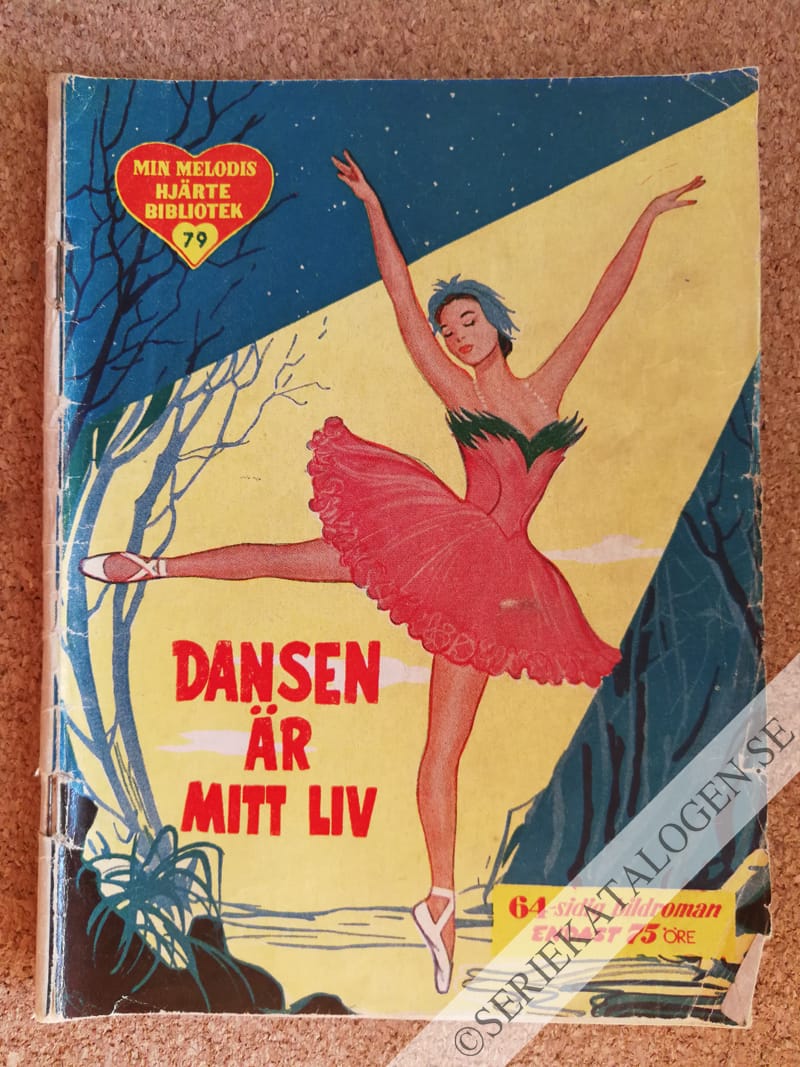 MIN MELODIS
HJÄRTE
BIBLIOTEK
79
DANSEN
ÄR
MITT LIV
64-sidig bildroman
ENDAST 75 ÖRE
©SERIEKATALOGEN.SE